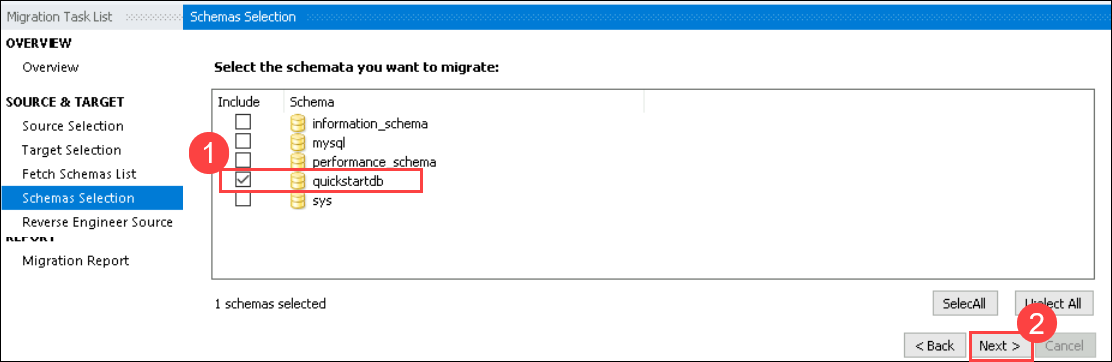 Migration Task List
Schemas Selection
OVERVIEW
Overview
SOURCE & TARGET
Source Selection
Target Selection
Fetch Schemas List
Schemas Selection
Reverse Engineer Source
REPORT
Migration Report
Select the schemata you want to migrate:
Include Schema
information_schema
mysql
1
performance_schema
quickstartdb
sys
1 schemas selected
SelecAll
All
2
< Back
Next >
Cancel